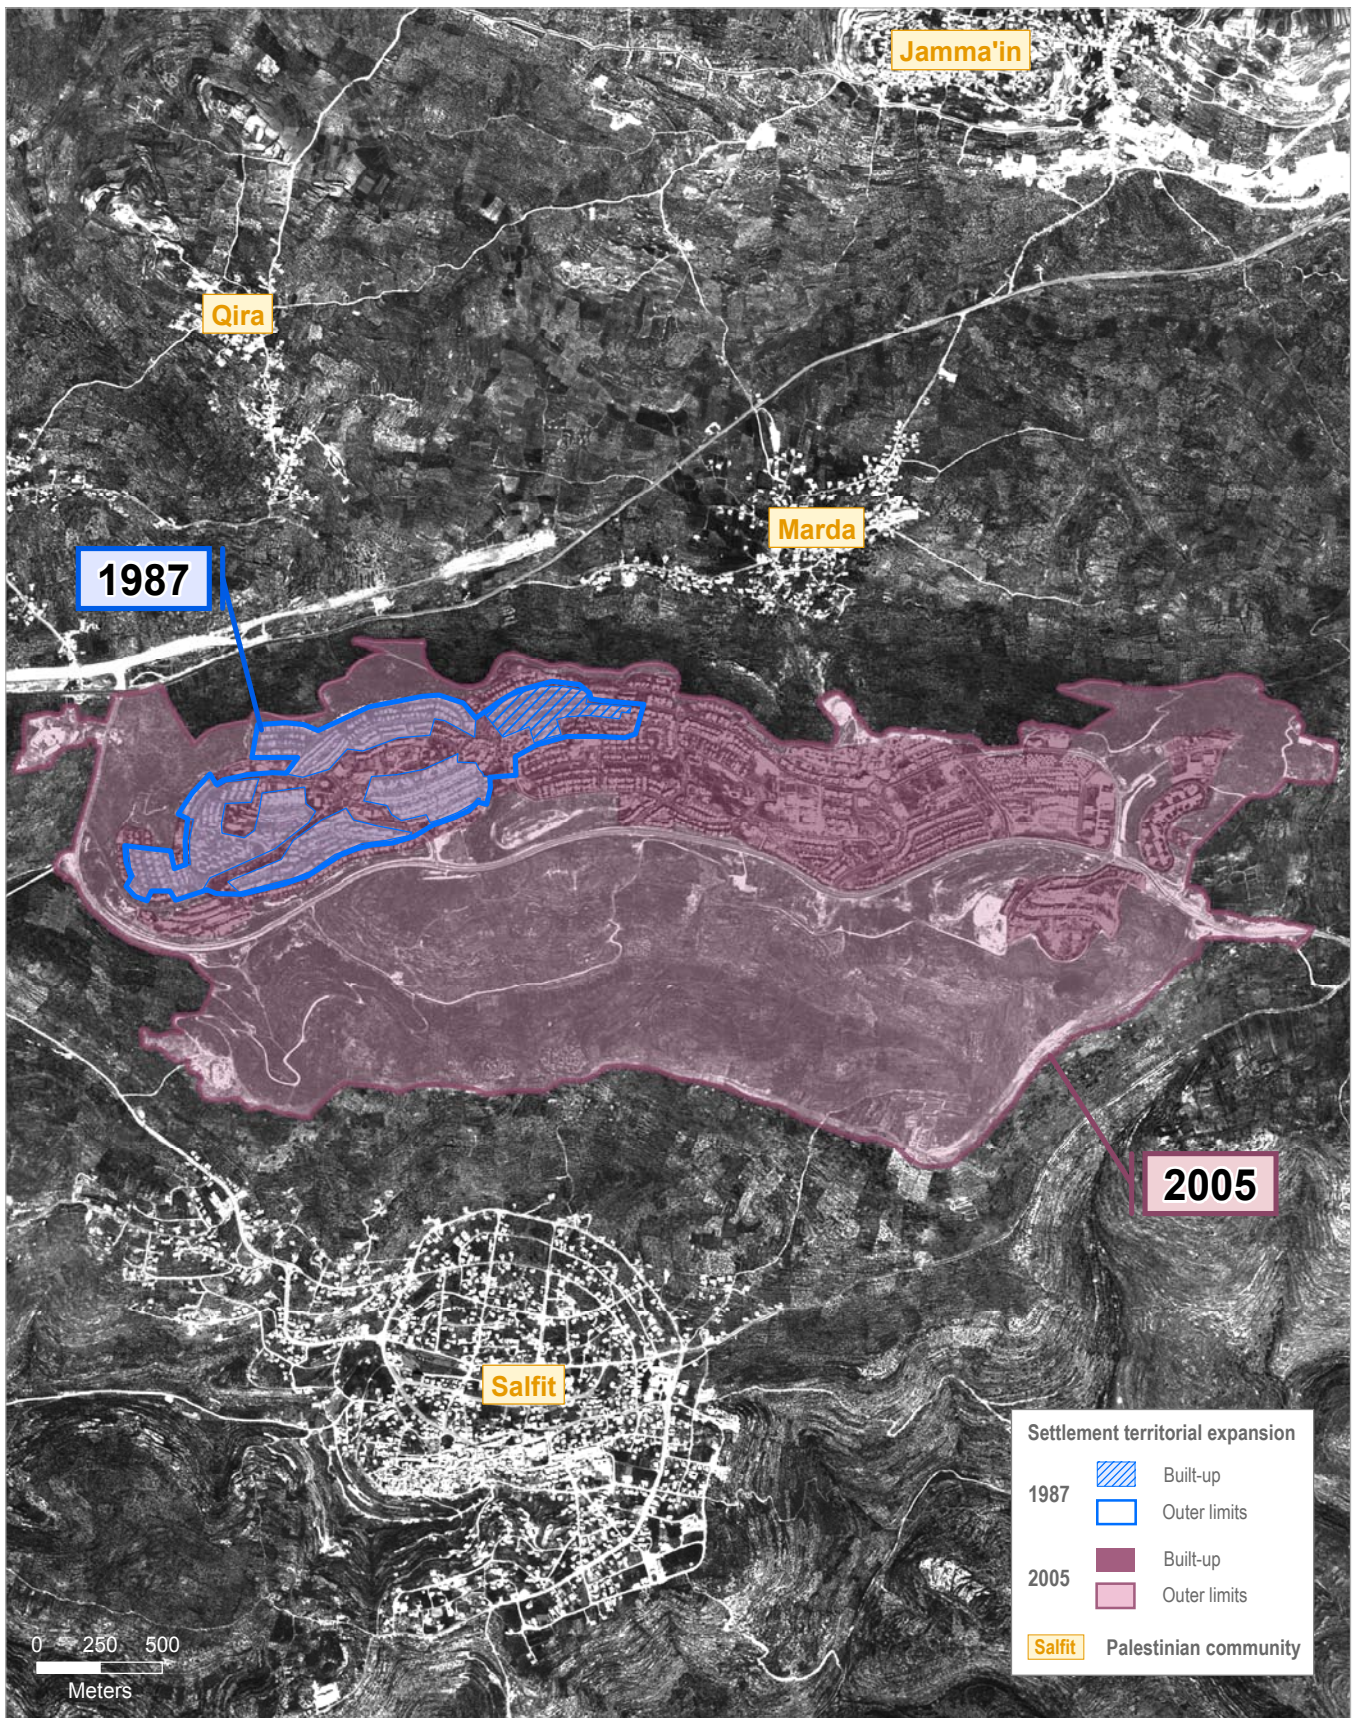 Jamma'in
Qira
Marda
1987
2005
Salfit
Settlement territorial expansion
1987
Built-up
Outer limits
2005
Built-up
Outer limits
Salfit Palestinian community
0 250 500
Meters